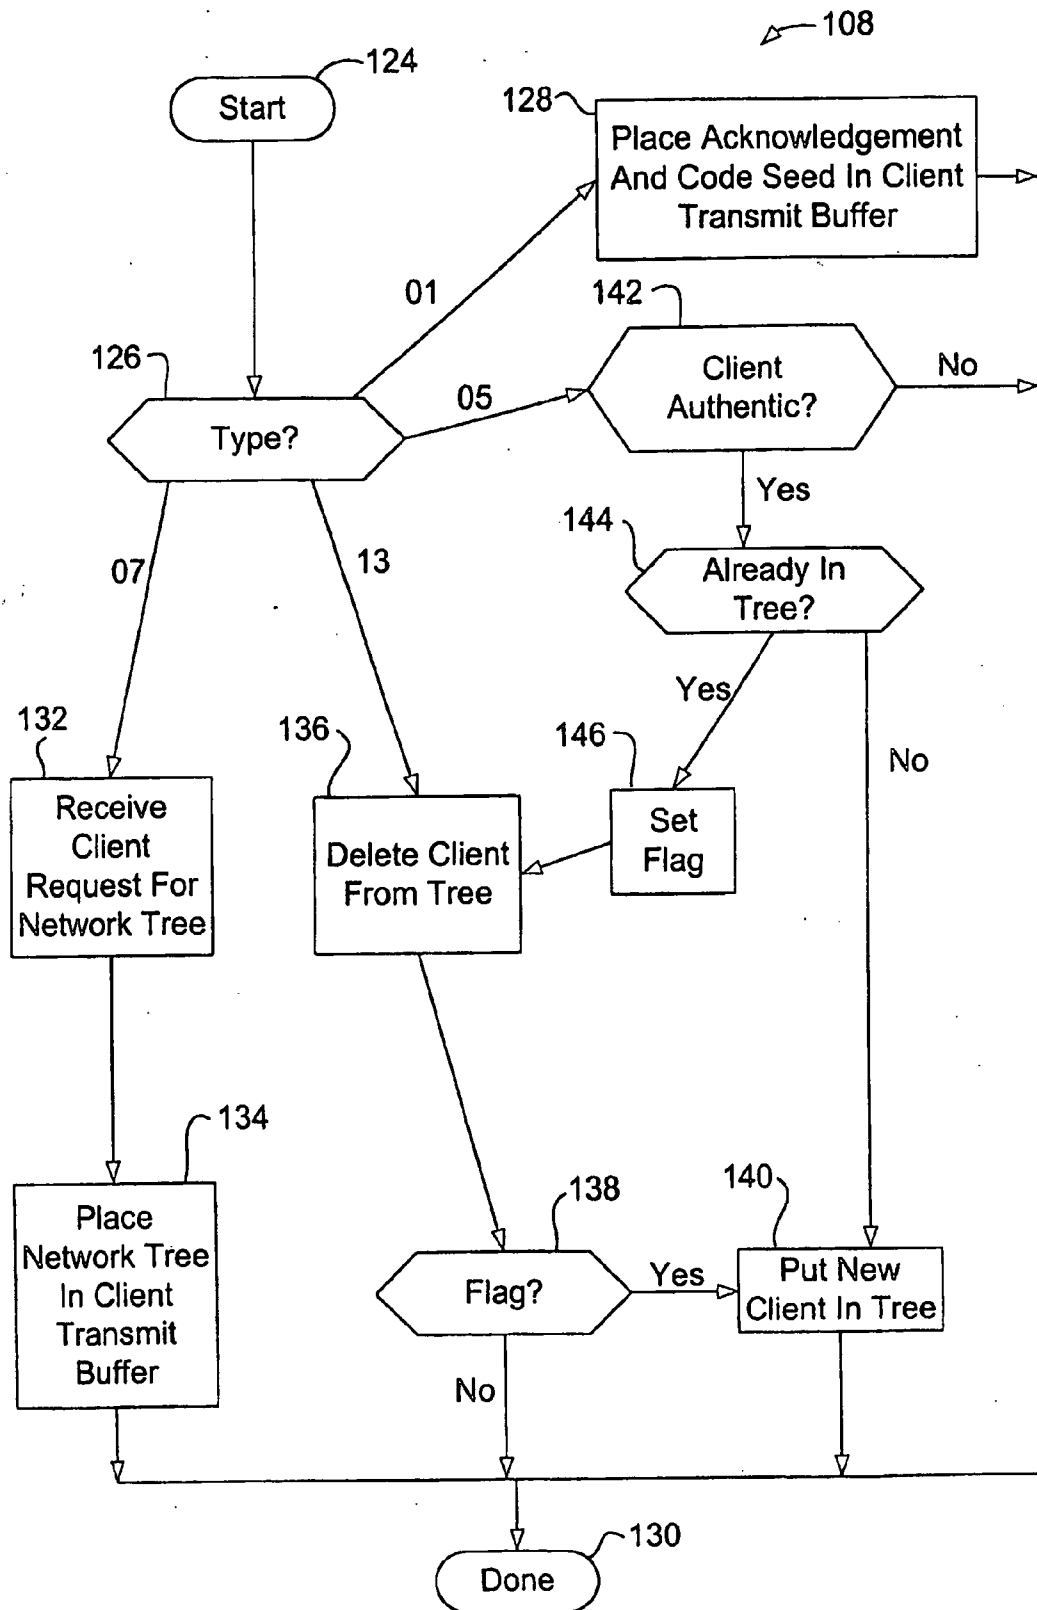 108
124
Start
128
Place Acknowledgement
And Code Seed In Client
Transmit Buffer
01
142
126
Client
Authentic?
No
05
Type?
Yes
144
Already In
Tree?
07
13
Yes
132
136
146
No
Receive
Client
Request For
Network Tree
Delete Client
From Tree
Set
Flag
134
138
140
Place
Network Tree
In Client
Transmit
Buffer
Flag?
Yes
Put New
Client In Tree
No
130
Done